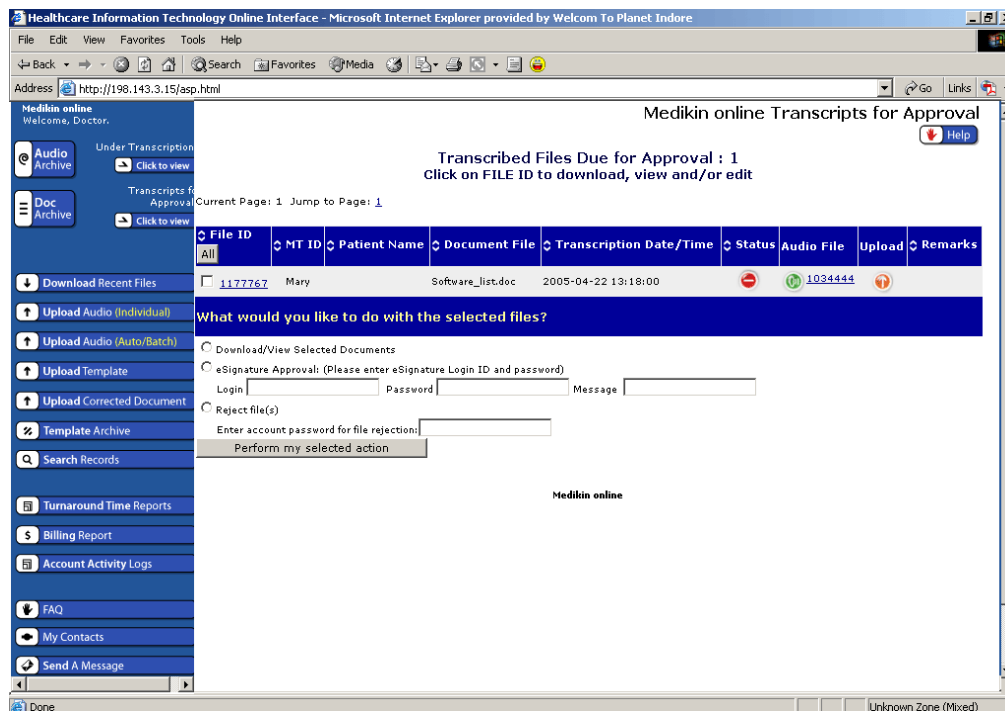 Healthcare Information Technology Online Interface - Microsoft Internet Explorer provided by Welcom To Planet Indore
File Edit View Favorites Tools Help
Back Search Favorites Media
Address http://198.143.3.15/asp.html Go Links
Medikin online
Welcome, Doctor.
Audio Archive
Under Transcription
Click to view
Doc Archive
Transcripts fo
Approval
Click to view
Download Recent Files
Upload Audio (Individual)
Upload Audio (Auto/Batch)
Upload Template
Upload Corrected Document
Template Archive
Search Records
Turnaround Time Reports
Billing Report
Account Activity Logs
FAQ
My Contacts
Send A Message
Medikin online Transcripts for Approval
Help
Transcribed Files Due for Approval : 1
Click on FILE ID to download, view and/or edit
Current Page: 1 Jump to Page: 1
File ID All MT ID Patient Name Document File Transcription Date/Time Status Audio File Upload Remarks
1177767 Mary Software_list.doc 2005-04-22 13:18:00 1034444
What would you like to do with the selected files?
Download/View Selected Documents
eSignature Approval: (Please enter eSignature Login ID and password)
Login Password Message
Reject file(s)
Enter account password for file rejection:
Perform my selected action
Medikin online
Done Unknown Zone (Mixed)